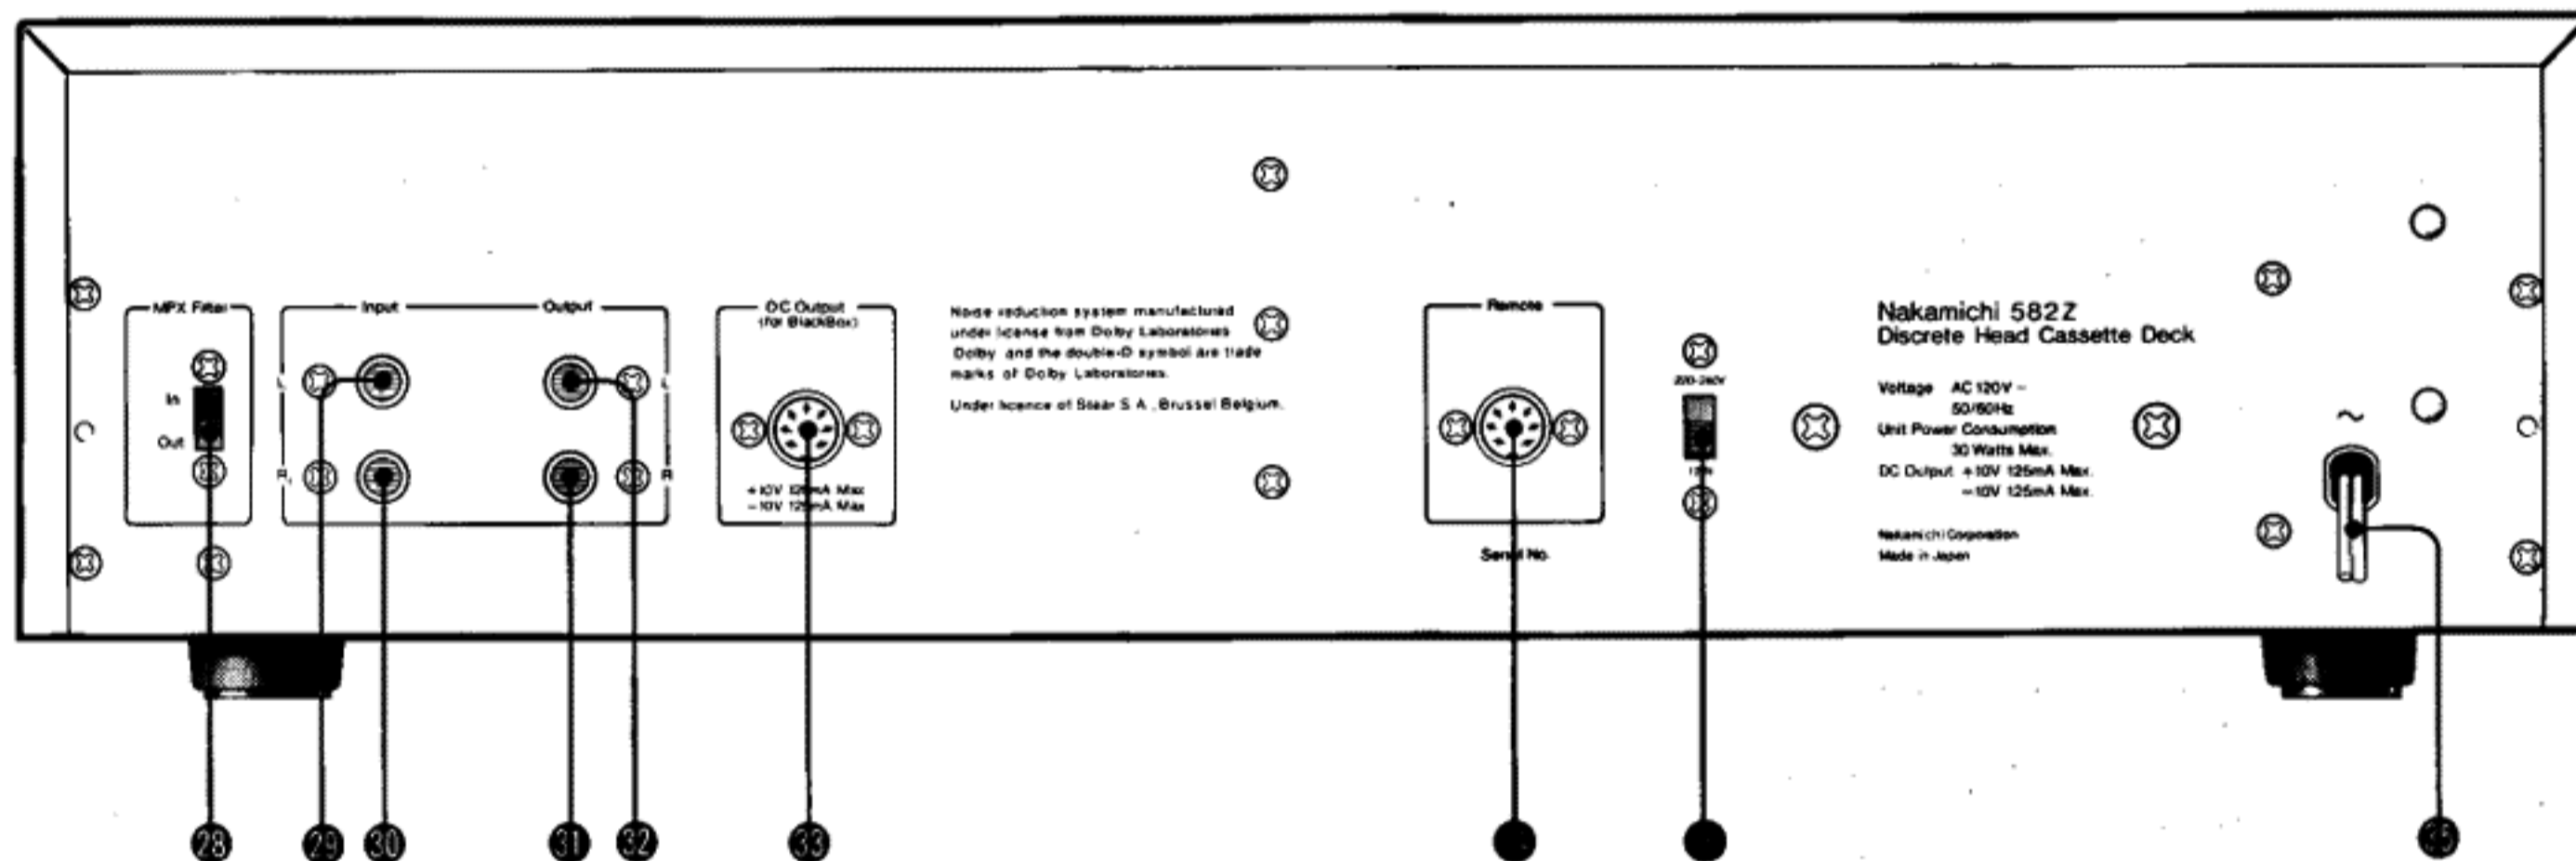 MPX Filter
In
Out
Input
Output
L
L
R
R
DC Output
(for BlackBox)
+10V 125mA Max
-10V 125mA Max
Noise reduction system manufactured
under license from Dolby Laboratories
Dolby and the double-D symbol are trade
marks of Dolby Laboratories.
Under licence of Staar S.A., Brussel Belgium.
Remote
Serial No.
120V
Nakamichi 582Z
Discrete Head Cassette Deck
Voltage AC 120V ~
50/60Hz
Unit Power Consumption
30 Watts Max.
DC Output +10V 125mA Max.
-10V 125mA Max.
Nakamichi Corporation
Made in Japan
~
28
29
30
31
32
33